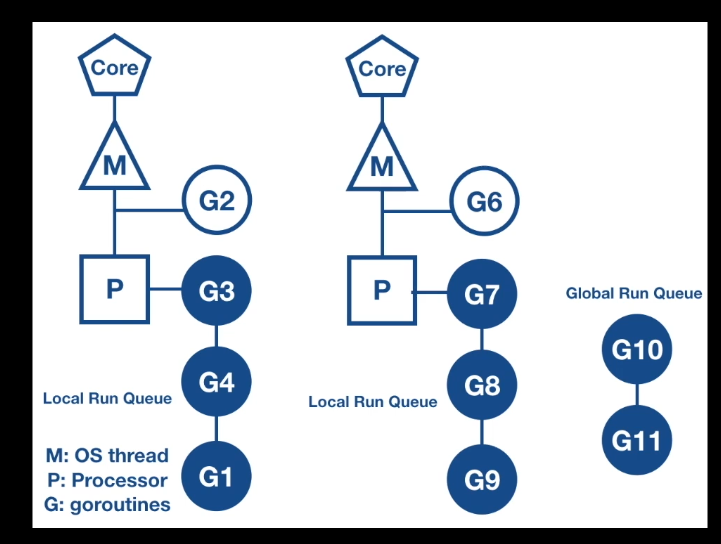 Core
Core
M
M
G2
G6
P
G3
P
G7
Global Run Queue
G10
G4
G8
Local Run Queue
Local Run Queue
G11
M: OS thread
P: Processor
G: goroutines
G1
G9